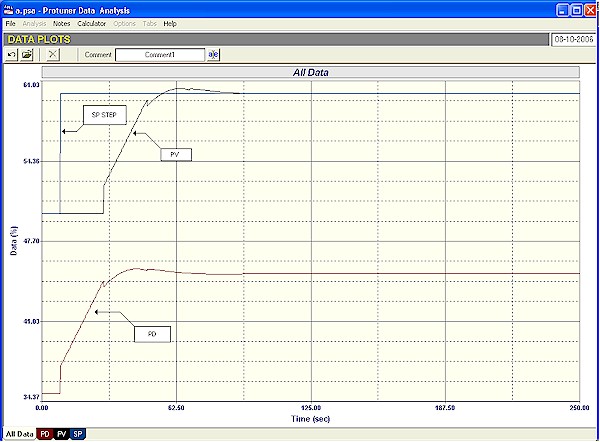 a.psa - Protuner Data Analysis
File Analysis Notes Calculator Options Tabs Help
DATA PLOTS
08-10-2006
Comment Comment1 a/e
All Data
61.03
54.36
47.70
41.03
34.37
Data (%)
SP STEP
PV
PD
0.00 62.50 125.00 187.50 250.00
Time (sec)
All Data PD PV SP